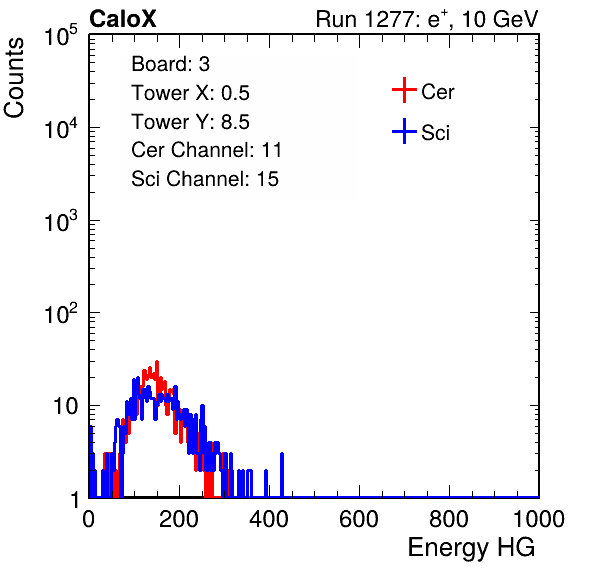 CaloX Run 1277: e⁺, 10 GeV
Counts
10⁵
10⁴
10³
10²
10
1
Board: 3
Tower X: 0.5
Tower Y: 8.5
Cer Channel: 11
Sci Channel: 15
Cer
Sci
0 200 400 600 800 1000
Energy HG